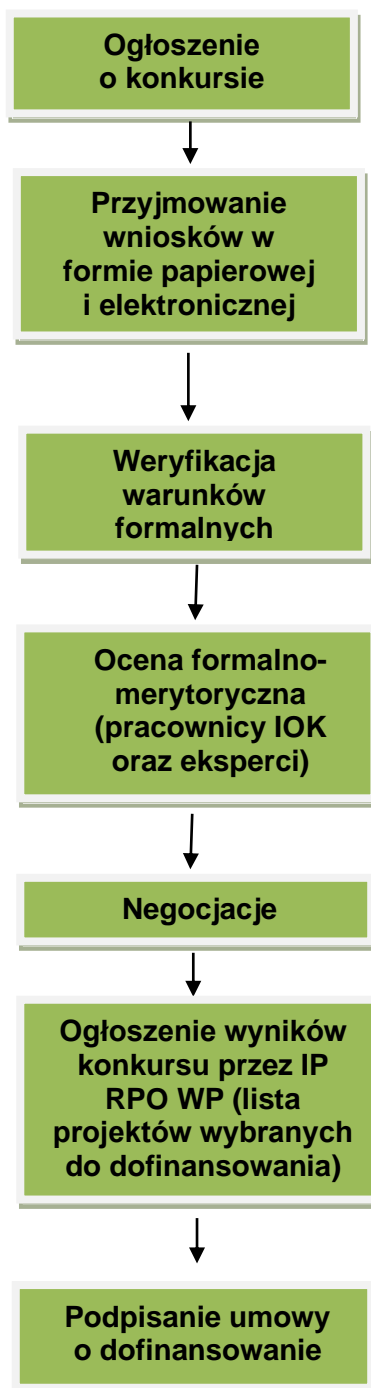 Ogłoszenie
o konkursie
Przyjmowanie
wniosków w
formie papierowej
i elektronicznej
Weryfikacja
warunków
formalnych
Ocena formalno-
merytoryczna
(pracownicy IOK
oraz eksperci)
Negocjacje
Ogłoszenie wyników
konkursu przez IP
RPO WP (lista
projektów wybranych
do dofinansowania)
Podpisanie umowy
o dofinansowanie